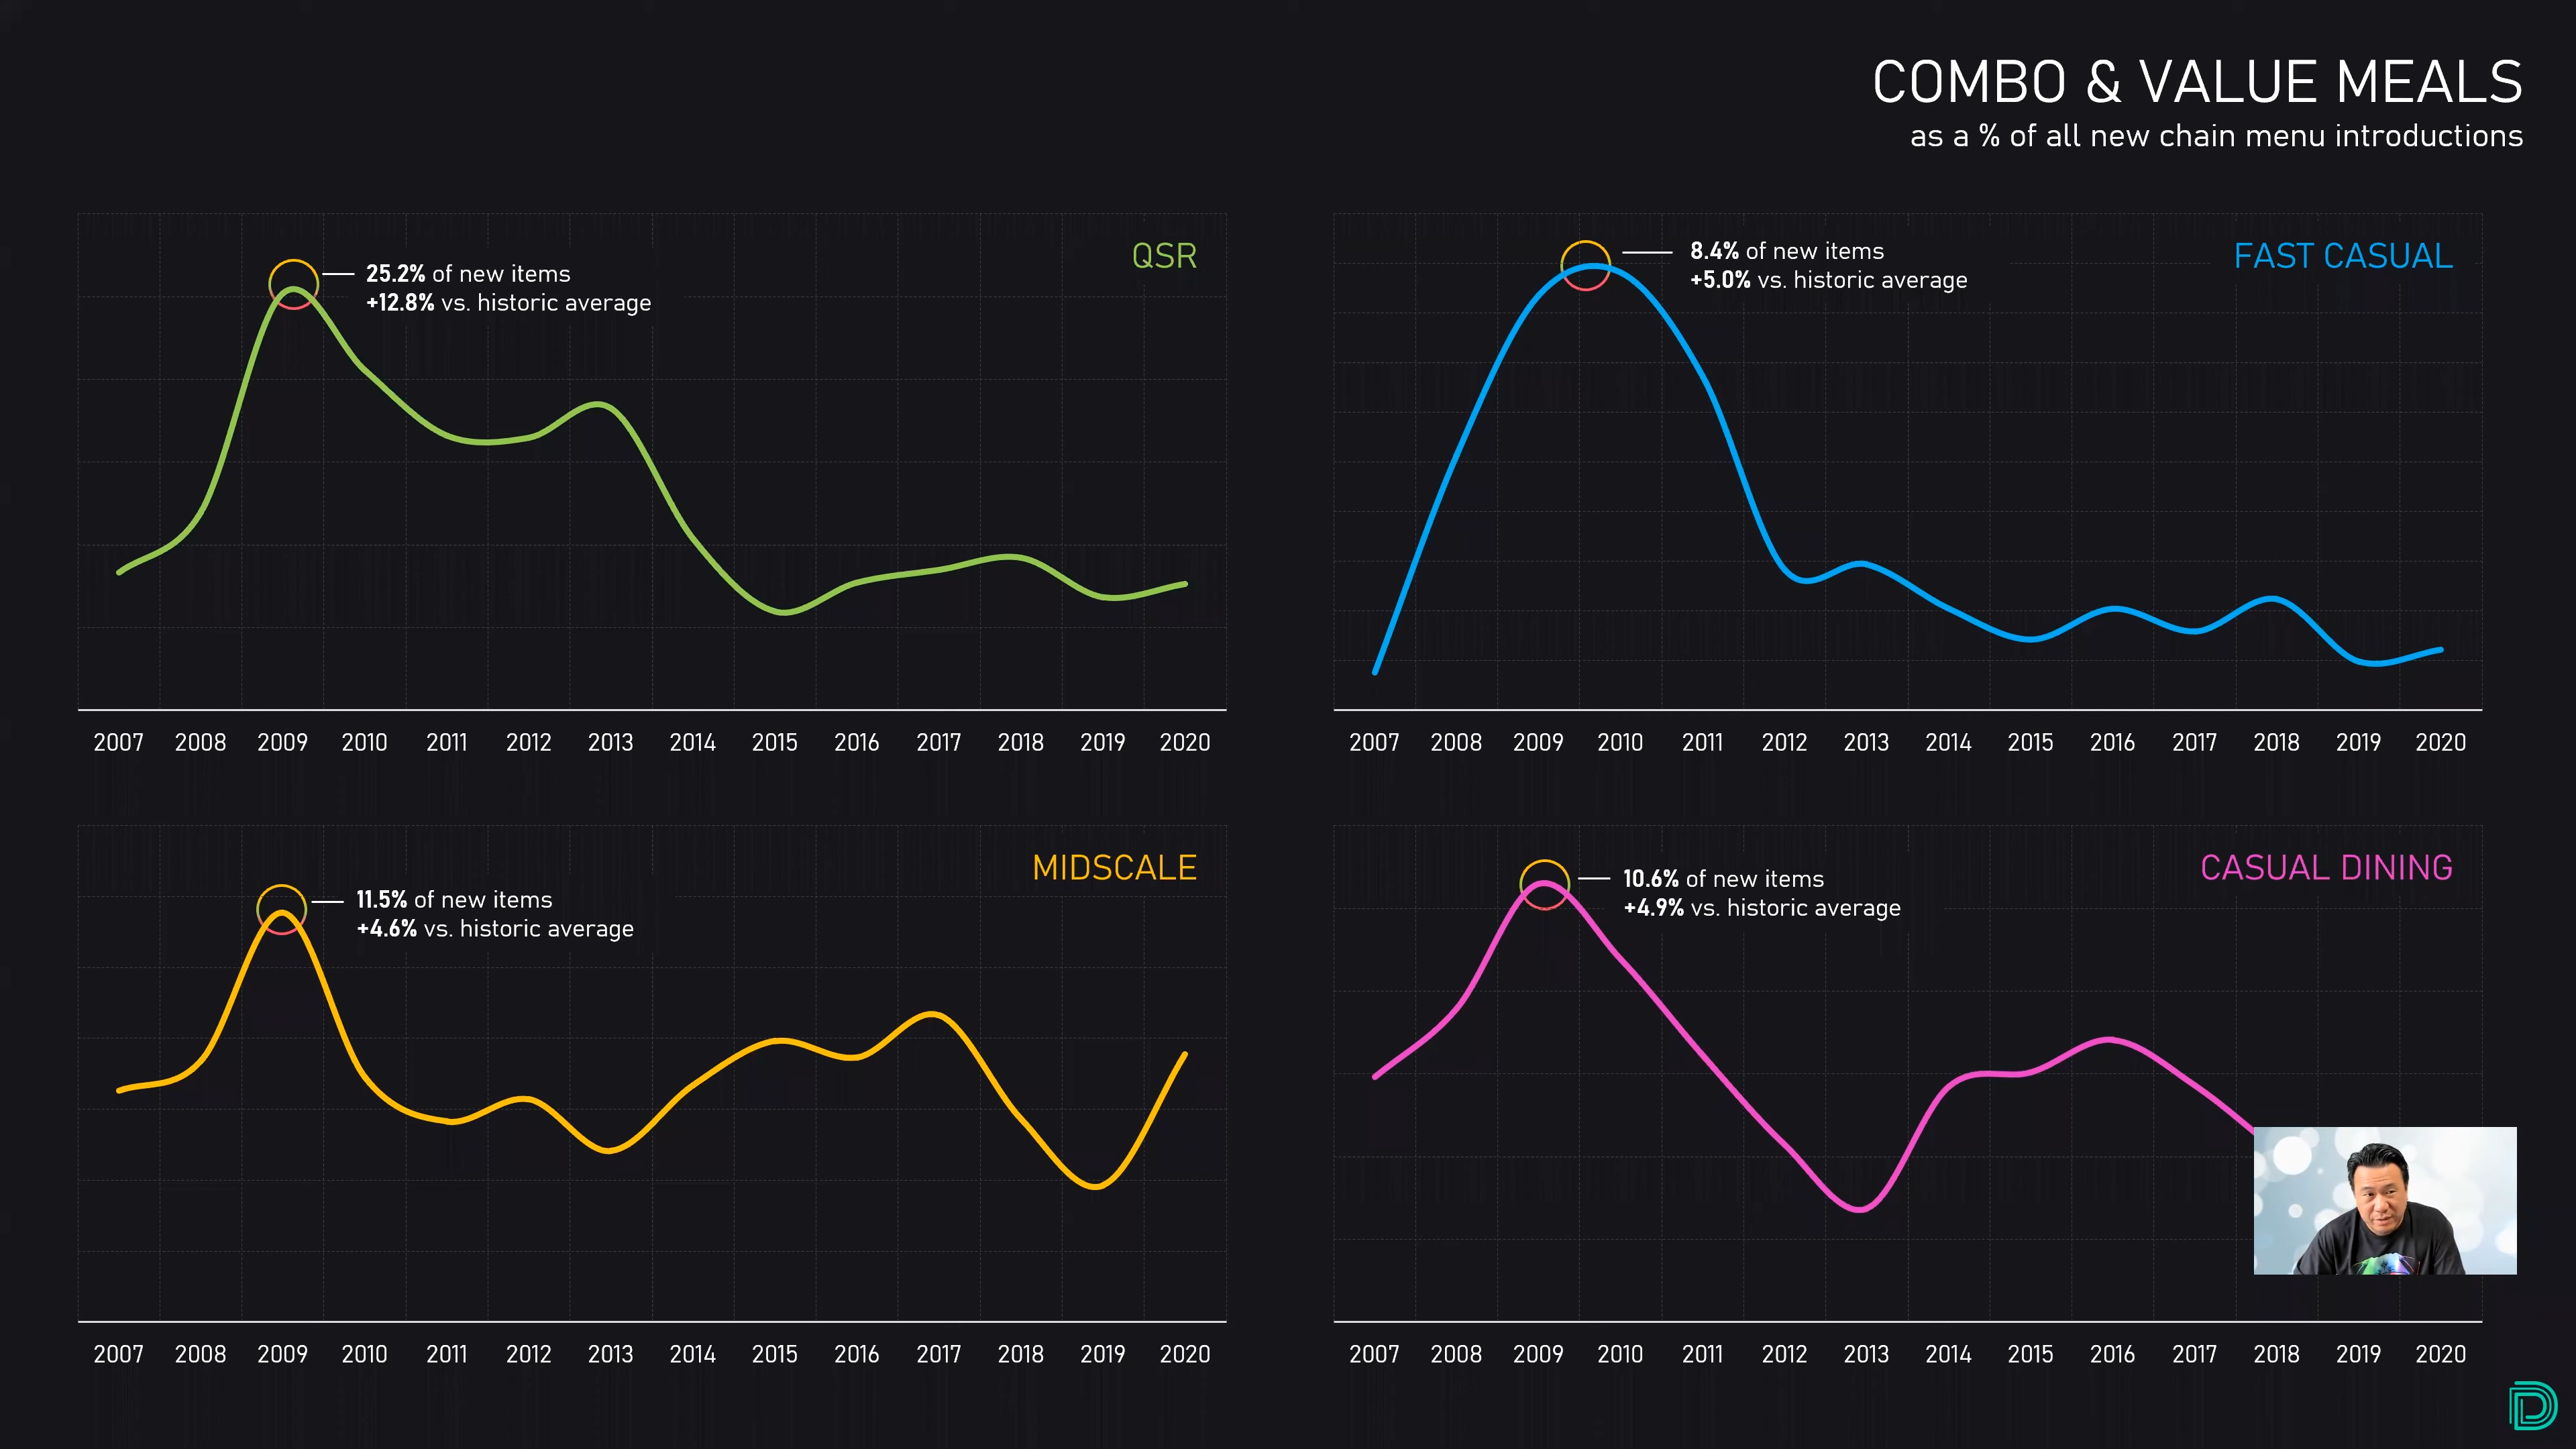 COMBO & VALUE MEALS
as a % of all new chain menu introductions
QSR
25.2% of new items
+12.8% vs. historic average
2007 2008 2009 2010 2011 2012 2013 2014 2015 2016 2017 2018 2019 2020
FAST CASUAL
8.4% of new items
+5.0% vs. historic average
2007 2008 2009 2010 2011 2012 2013 2014 2015 2016 2017 2018 2019 2020
MIDSCALE
11.5% of new items
+4.6% vs. historic average
2007 2008 2009 2010 2011 2012 2013 2014 2015 2016 2017 2018 2019 2020
CASUAL DINING
10.6% of new items
+4.9% vs. historic average
2007 2008 2009 2010 2011 2012 2013 2014 2015 2016 2017 2018 2019 2020